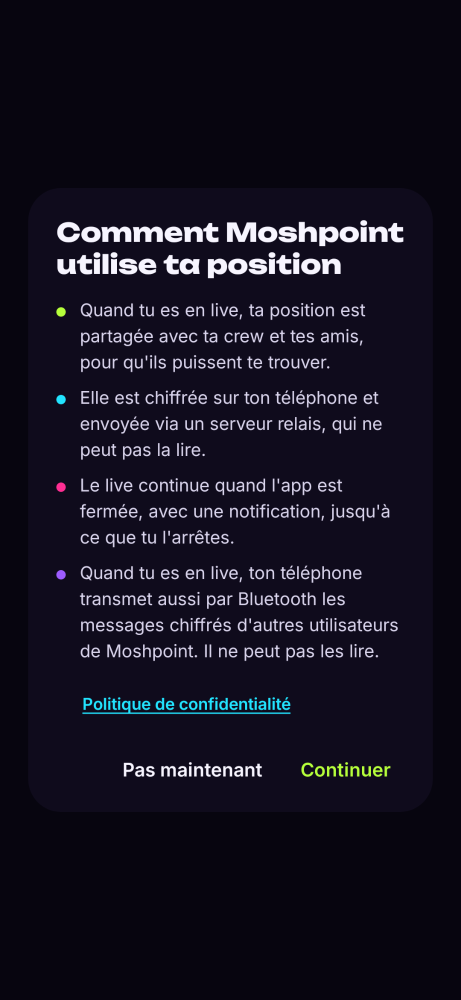 Comment Moshpoint
utilise ta position
Quand tu es en live, ta position est
partagée avec ta crew et tes amis,
pour qu'ils puissent te trouver.
Elle est chiffrée sur ton téléphone et
envoyée via un serveur relais, qui ne
peut pas la lire.
Le live continue quand l'app est
fermée, avec une notification, jusqu'à
ce que tu l'arrêtes.
Quand tu es en live, ton téléphone
transmet aussi par Bluetooth les
messages chiffrés d'autres utilisateurs
de Moshpoint. Il ne peut pas les lire.
Politique de confidentialité
Pas maintenant Continuer